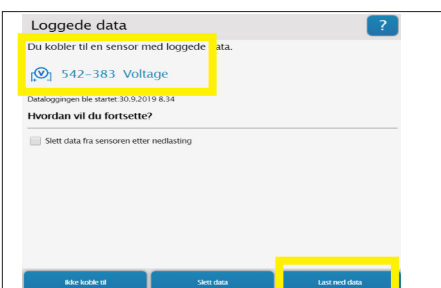 Loggede data
?
Du kobler til en sensor med loggede data.
V 542-383 Voltage
Dataloggingen ble startet:30.9.2019 8.34
Hvordan vil du fortsette?
Slett data fra sensoren etter nedlasting
Ikke koble til
Slett data
Last ned data